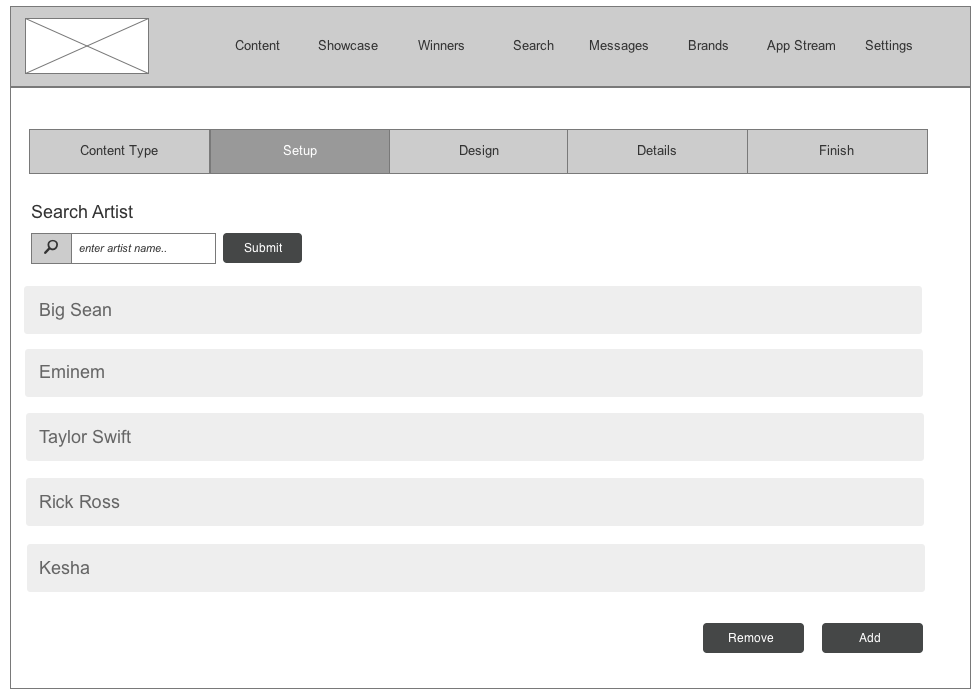 Content Showcase Winners Search Messages Brands App Stream Settings
Content Type Setup Design Details Finish
Search Artist
enter artist name.. Submit
Big Sean
Eminem
Taylor Swift
Rick Ross
Kesha
Remove Add